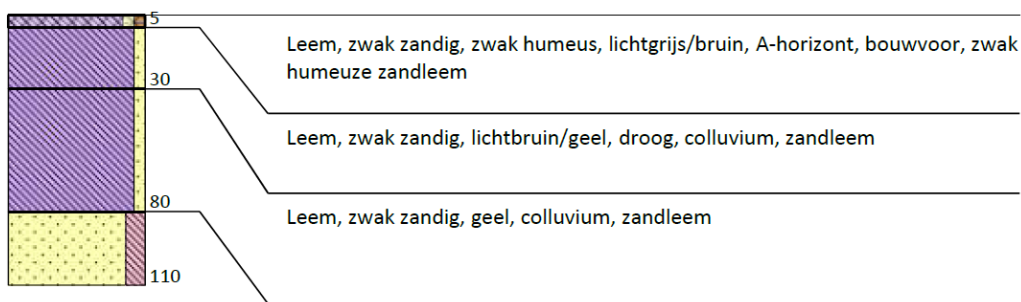 5
Leem, zwak zandig, zwak humeus, lichtgrijs/bruin, A-horizont, bouwvoor, zwak
humeuze zandleem
30
Leem, zwak zandig, lichtbruin/geel, droog, colluvium, zandleem
80
Leem, zwak zandig, geel, colluvium, zandleem
110